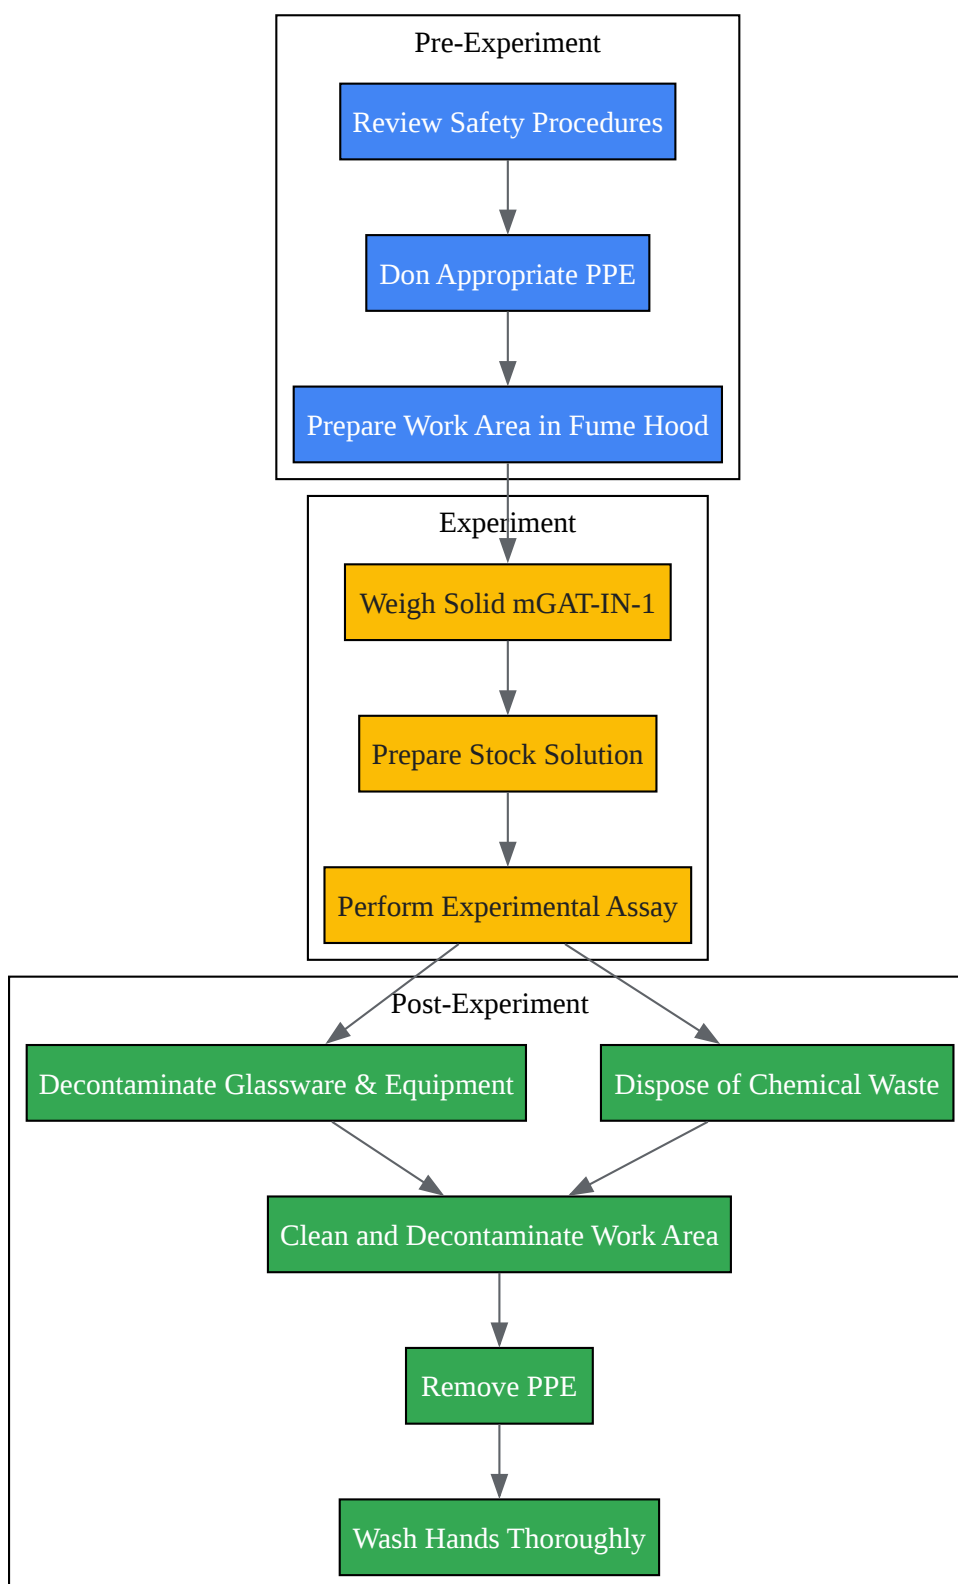 Pre-Experiment
Review Safety Procedures
Don Appropriate PPE
Prepare Work Area in Fume Hood
Experiment
Weigh Solid mGAT-IN-1
Prepare Stock Solution
Perform Experimental Assay
Post-Experiment
Decontaminate Glassware & Equipment
Dispose of Chemical Waste
Clean and Decontaminate Work Area
Remove PPE
Wash Hands Thoroughly